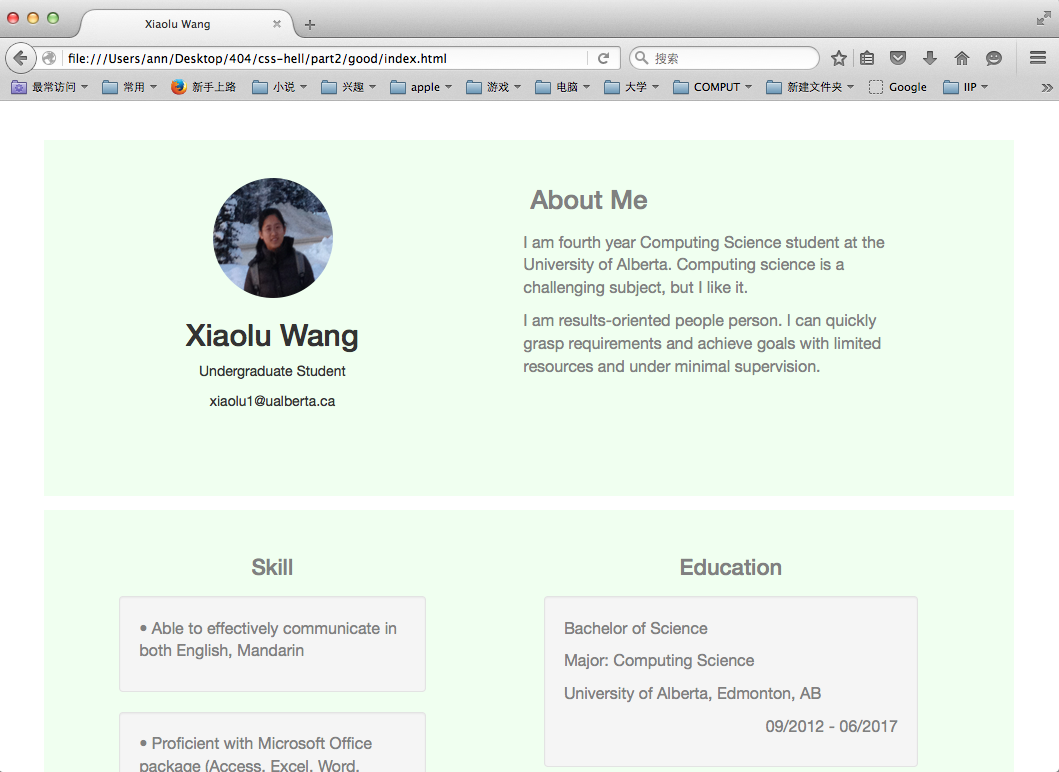 Xiaolu Wang
file:///Users/ann/Desktop/404/css-hell/part2/good/index.html
搜索
最常访问
常用
新手上路
小说
兴趣
apple
游戏
电脑
大学
COMPUT
新建文件夹
Google
IIP
Xiaolu Wang
Undergraduate Student
xiaolu1@ualberta.ca
About Me
I am fourth year Computing Science student at the
University of Alberta. Computing science is a
challenging subject, but I like it.
I am results-oriented people person. I can quickly
grasp requirements and achieve goals with limited
resources and under minimal supervision.
Skill
• Able to effectively communicate in
both English, Mandarin
• Proficient with Microsoft Office
package (Access, Excel, Word,
Education
Bachelor of Science
Major: Computing Science
University of Alberta, Edmonton, AB
09/2012 - 06/2017